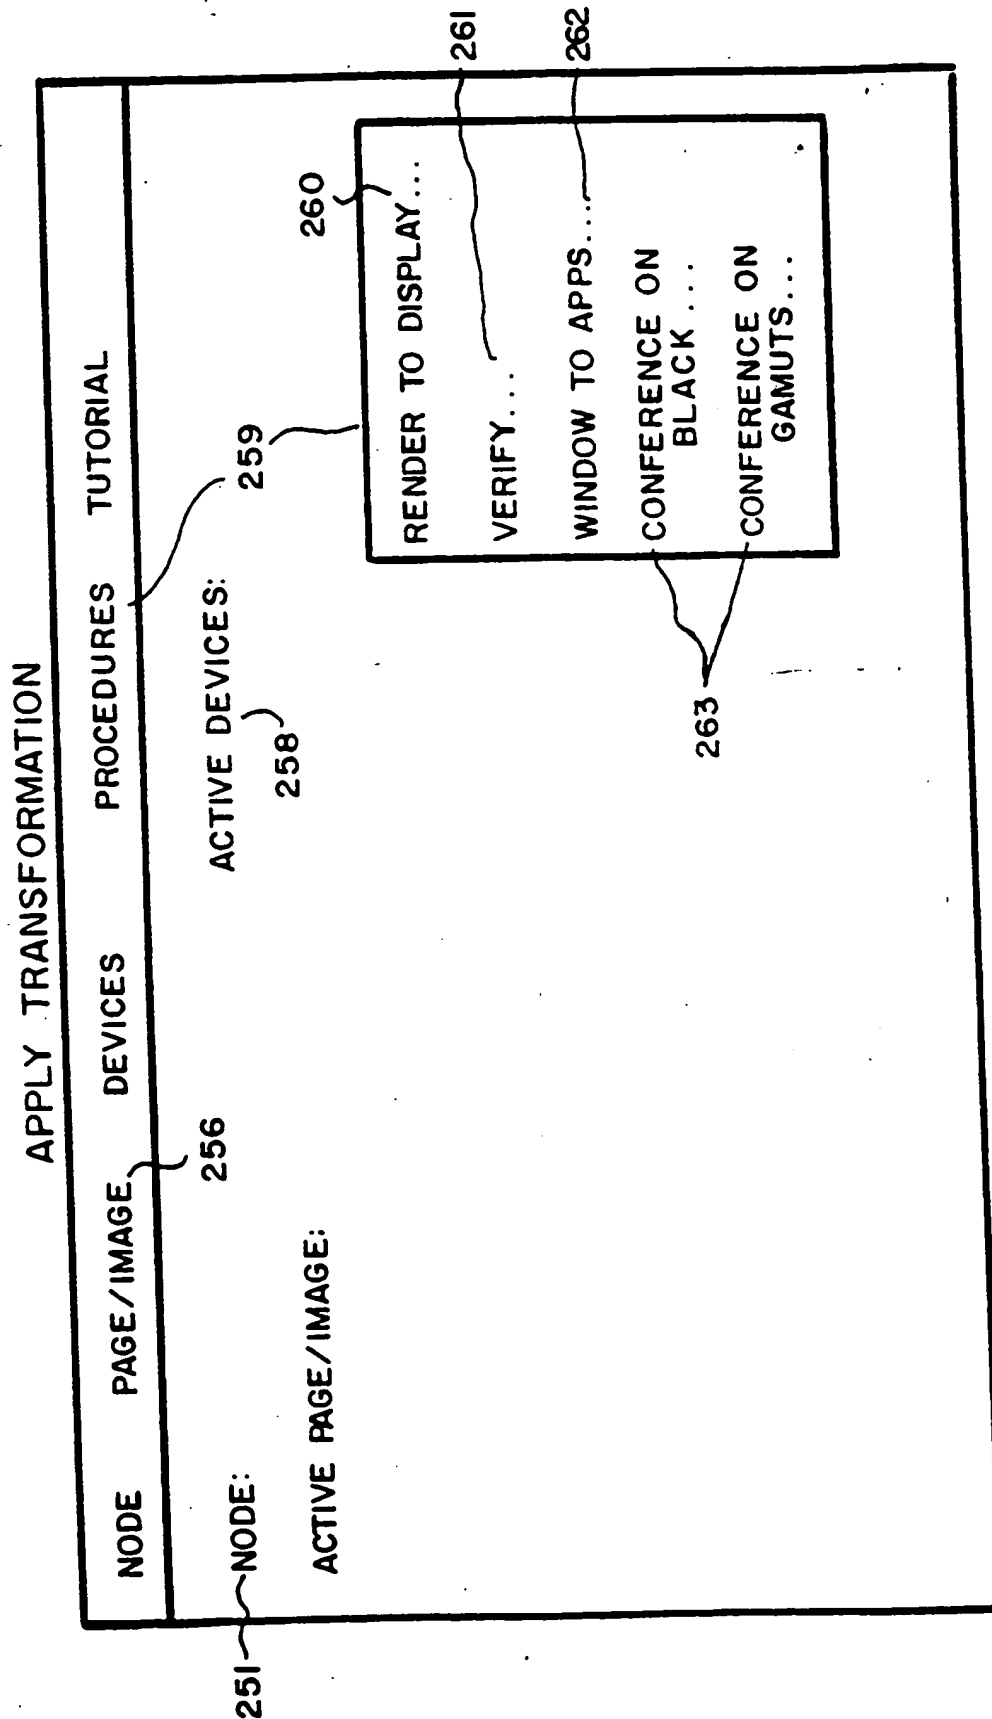 APPLY TRANSFORMATION
NODE PAGE/IMAGE DEVICES PROCEDURES TUTORIAL
256
259
251
NODE:
ACTIVE DEVICES:
258
ACTIVE PAGE/IMAGE:
260
RENDER TO DISPLAY...
261
VERIFY...
262
WINDOW TO APPS....
CONFERENCE ON
BLACK...
CONFERENCE ON
GAMUTS...
263